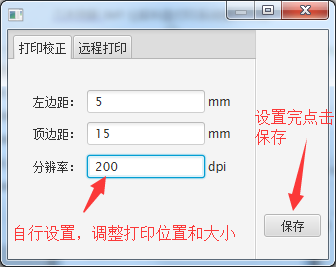 打印校正 远程打印
左边距： 5 mm
顶边距： 15 mm
分辨率： 200 dpi
设置完点击
保存
保存
自行设置，调整打印位置和大小